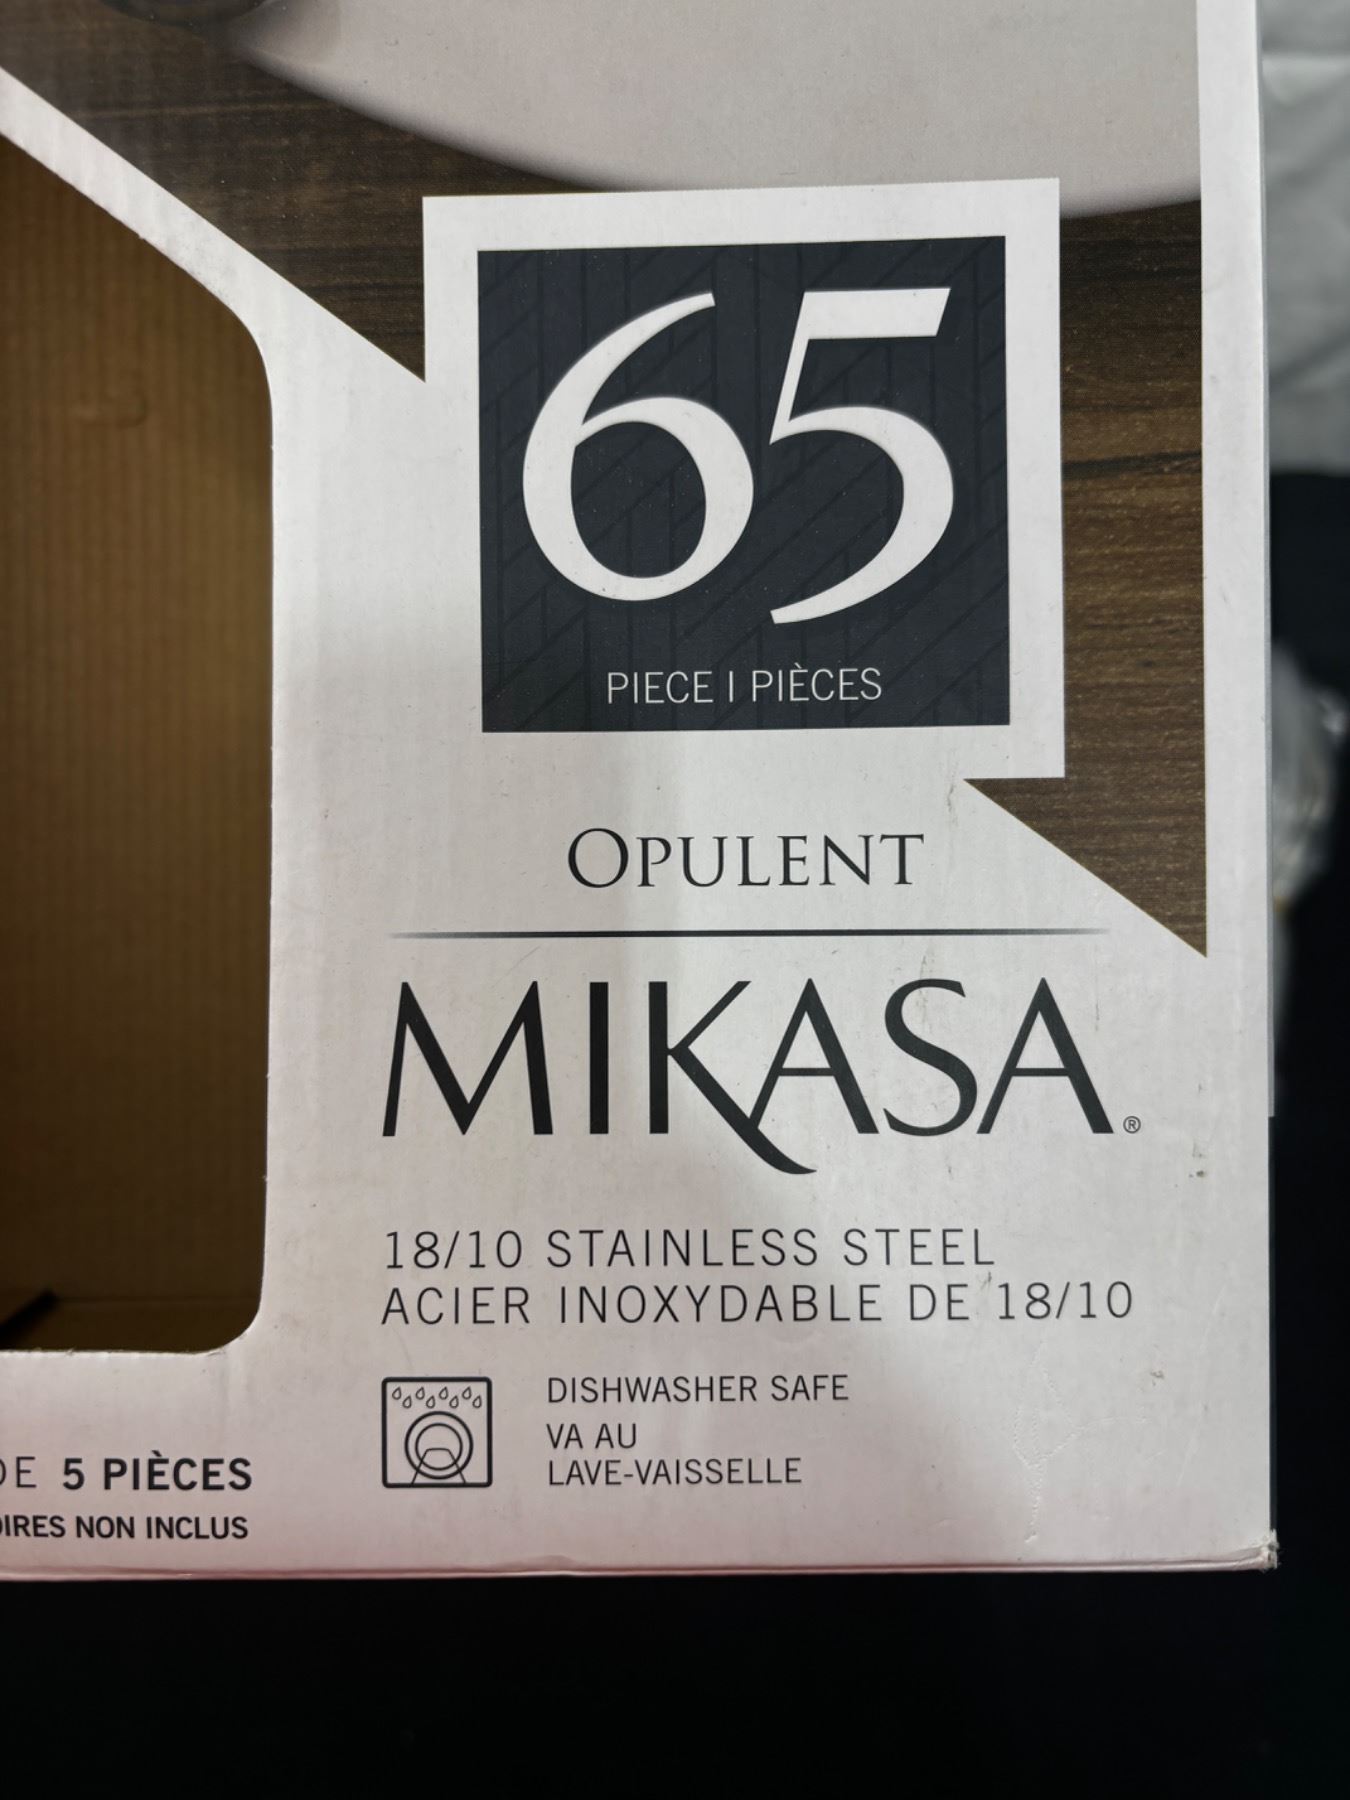 65
PIECE | PIÈCES
OPULENT
MIKASA®
18/10 STAINLESS STEEL
ACIER INOXYDABLE DE 18/10
DISHWASHER SAFE
VA AU
LAVE-VAISSELLE
DE 5 PIÈCES
NON INCLUS